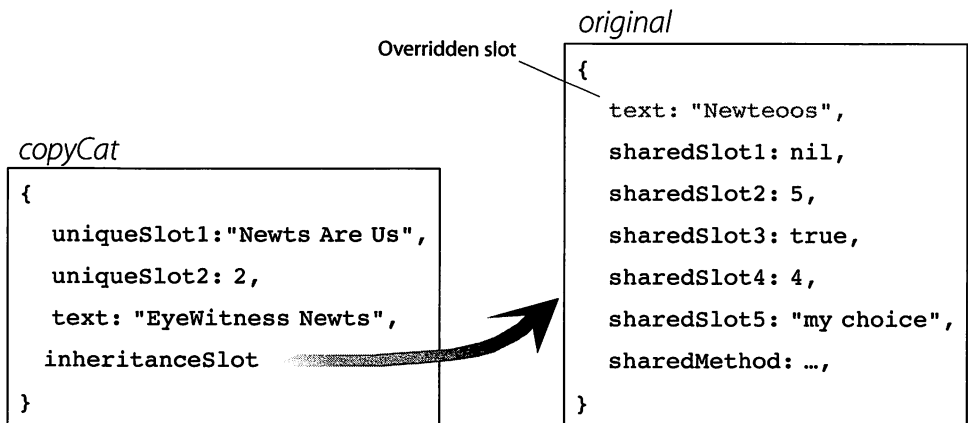 original
Overridden slot
{
text: "Newteoos",
sharedSlot1: nil,
sharedSlot2: 5,
sharedSlot3: true,
sharedSlot4: 4,
sharedSlot5: "my choice",
sharedMethod: …,
}
copyCat
{
uniqueSlot1:"Newts Are Us",
uniqueSlot2: 2,
text: "EyeWitness Newts",
inheritanceSlot
}